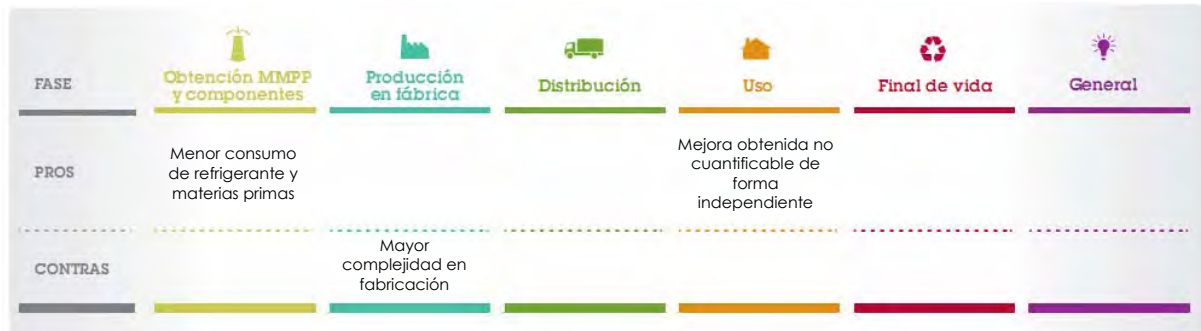 FASE
Obtención MMPP
y componentes
Producción
en fábrica
Distribución
Uso
Final de vida
General
PROS
Menor consumo
de refrigerante y
materias primas
Mejora obtenida no
cuantificable de
forma
independiente
CONTRAS
Mayor
complejidad en
fabricación